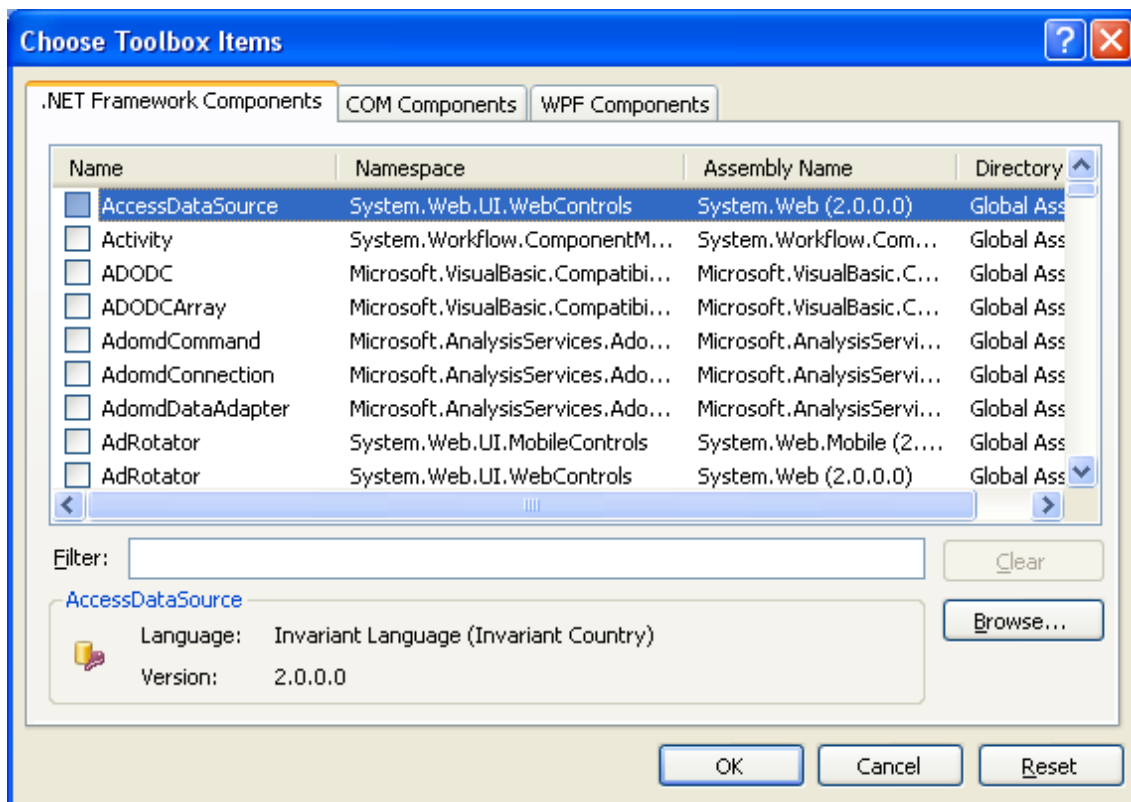 Choose Toolbox Items
.NET Framework Components COM Components WPF Components
Name Namespace Assembly Name Directory
AccessDataSource System.Web.UI.WebControls System.Web (2.0.0.0) Global Ass
Activity System.Workflow.ComponentM... System.Workflow.Com... Global Ass
ADODC Microsoft.VisualBasic.Compatibi... Microsoft.VisualBasic.C... Global Ass
ADODCArray Microsoft.VisualBasic.Compatibi... Microsoft.VisualBasic.C... Global Ass
AdomdCommand Microsoft.AnalysisServices.Ado... Microsoft.AnalysisServi... Global Ass
AdomdConnection Microsoft.AnalysisServices.Ado... Microsoft.AnalysisServi... Global Ass
AdomdDataAdapter Microsoft.AnalysisServices.Ado... Microsoft.AnalysisServi... Global Ass
AdRotator System.Web.UI.MobileControls System.Web.Mobile (2.... Global Ass
AdRotator System.Web.UI.WebControls System.Web (2.0.0.0) Global Ass
Filter: Clear
AccessDataSource
Browse...
Language: Invariant Language (Invariant Country)
Version: 2.0.0.0
OK Cancel Reset